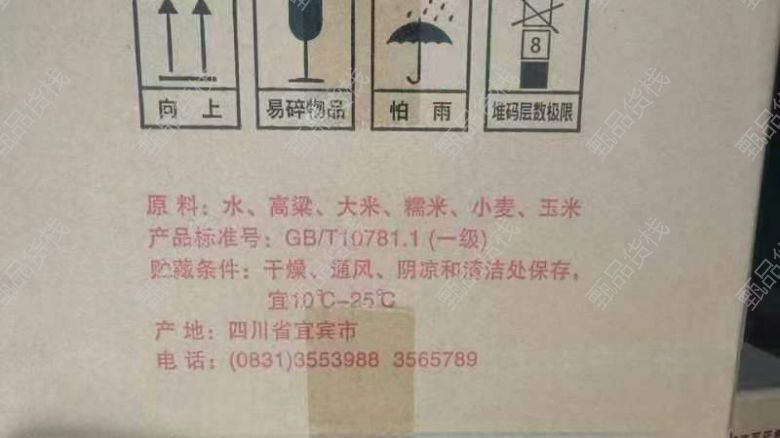 8
向上 易碎物品 怕雨 堆码层数极限
原料：水、高粱、大米、糯米、小麦、玉米
产品标准号：GB/T10781.1 (一级)
贮藏条件：干燥、通风、阴凉和清洁处保存，
宜10℃-25℃
产地：四川省宜宾市
电话：(0831)3553988 3565789
甄品货栈